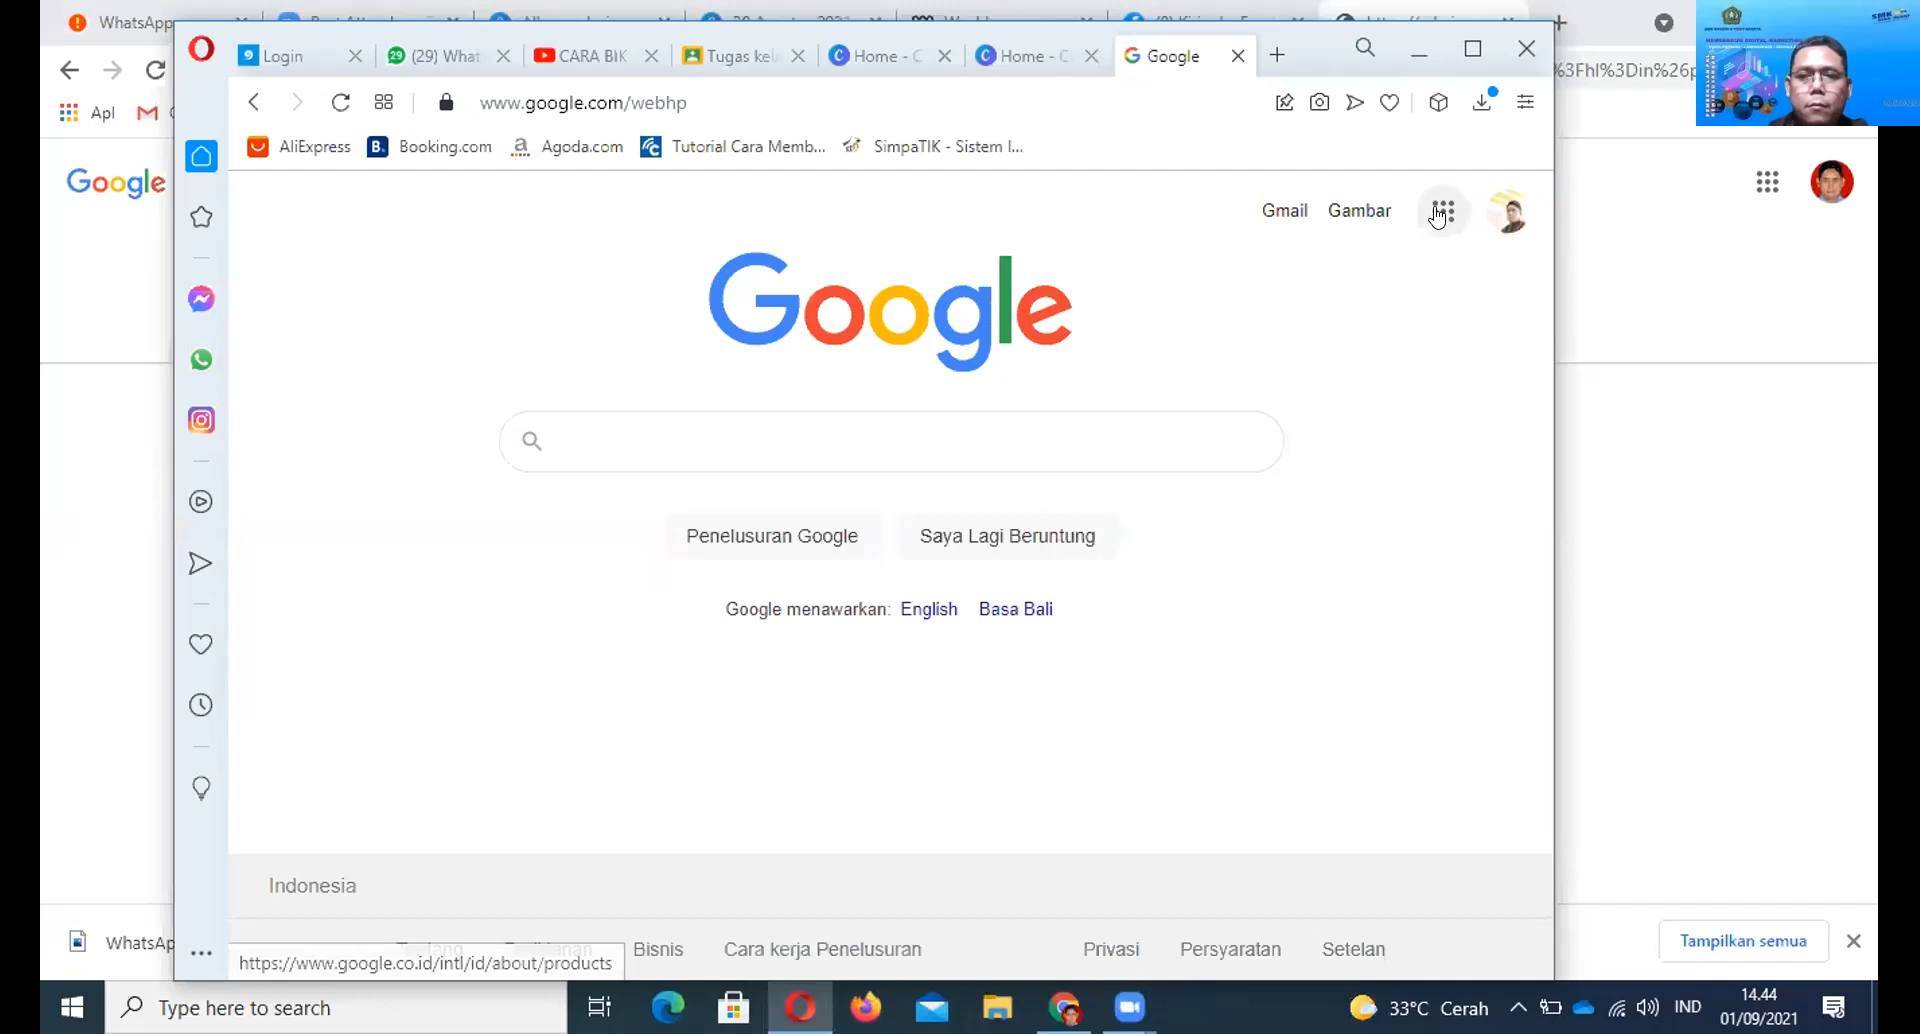 WhatsApp
Apl
Google
Login
(29) What
CARA BIK
Tugas kel
Home - C
Home - C
Google
www.google.com/webhp
AliExpress
Booking.com
Agoda.com
Tutorial Cara Memb...
SimpaTIK - Sistem I...
%3Fhl%3Din%26p
Gmail
Gambar
Google
Penelusuran Google
Saya Lagi Beruntung
Google menawarkan: English Basa Bali
Indonesia
Bisnis
Cara kerja Penelusuran
Privasi
Persyaratan
Setelan
https://www.google.co.id/intl/id/about/products
WhatsAp
Tampilkan semua
Type here to search
33°C Cerah
IND
14.44
01/09/2021